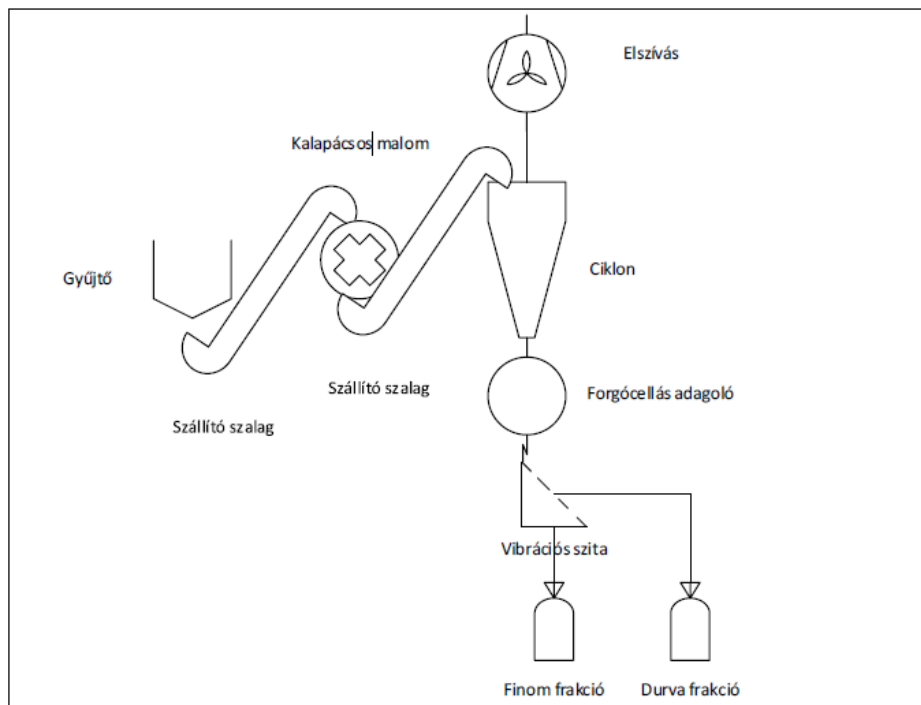 Elszívás
Kalapácsos malom
Gyűjtő
Ciklon
Szállító szalag
Forgócellás adagoló
Szállító szalag
Vibrációs szita
Finom frakció
Durva frakció